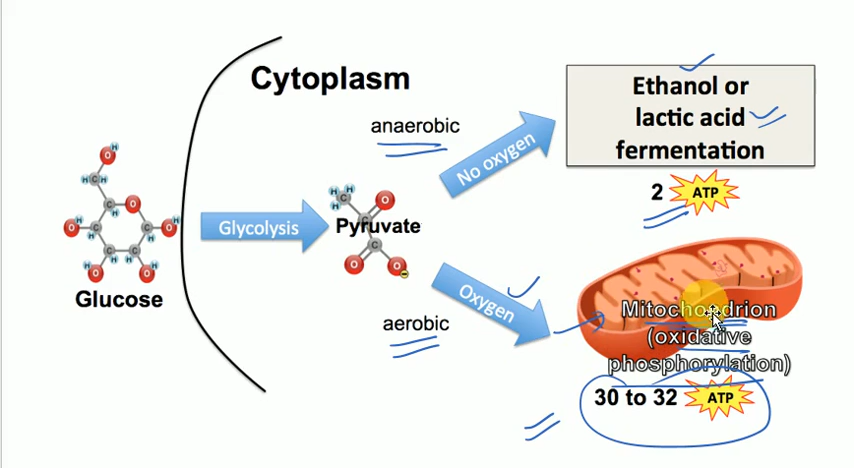 Cytoplasm
Glucose
Glycolysis
Pyruvate
anaerobic
No oxygen
Ethanol or
lactic acid
fermentation
2 ATP
aerobic
Oxygen
Mitochondrion
(oxidative
phosphorylation)
30 to 32 ATP